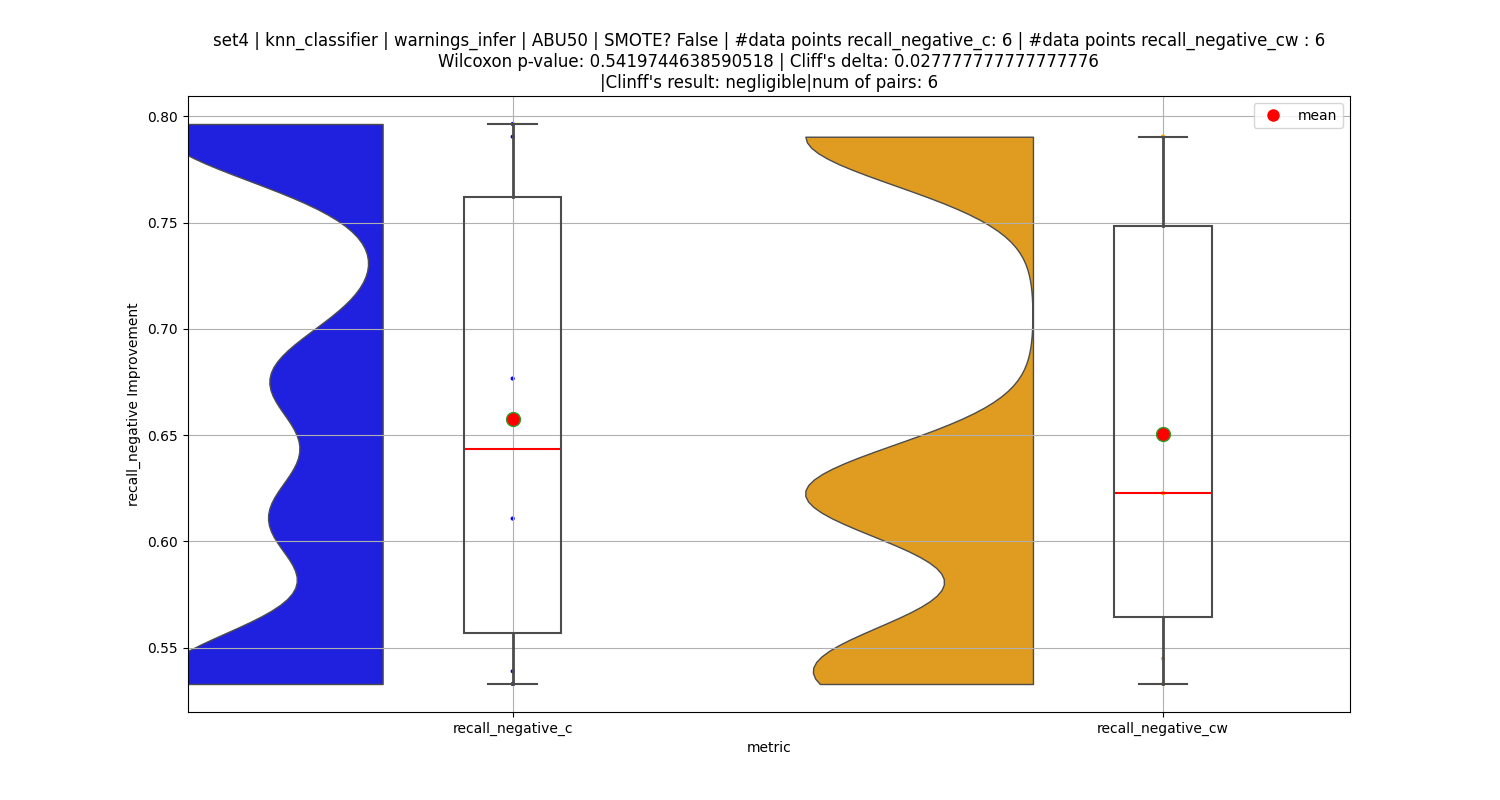 set4 | knn_classifier | warnings_infer | ABU50 | SMOTE? False | #data points recall_negative_c: 6 | #data points recall_negative_cw : 6
Wilcoxon p-value: 0.5419744638590518 | Cliff's delta: 0.027777777777777776
|Clinff's result: negligible|num of pairs: 6
mean
0.80
0.75
0.70
0.65
0.60
0.55
recall_negative Improvement
recall_negative_c
recall_negative_cw
metric